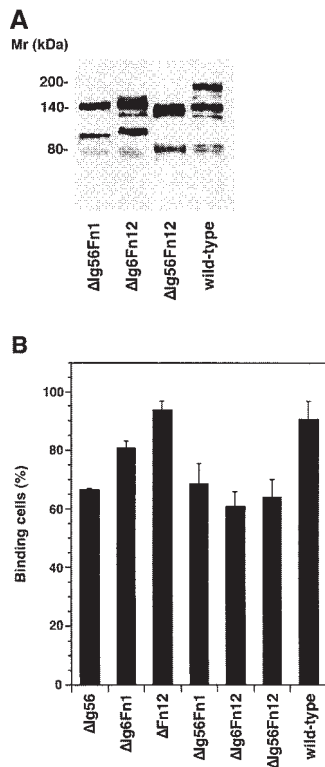 A
Mr (kDa)
200-
140-
80-
ΔIg56Fn1
ΔIg6Fn12
ΔIg56Fn12
wild-type
B
Binding cells (%)
100
80
60
40
20
0
ΔIg56
ΔIg6Fn1
ΔFn12
ΔIg56Fn1
ΔIg6Fn12
ΔIg56Fn12
wild-type